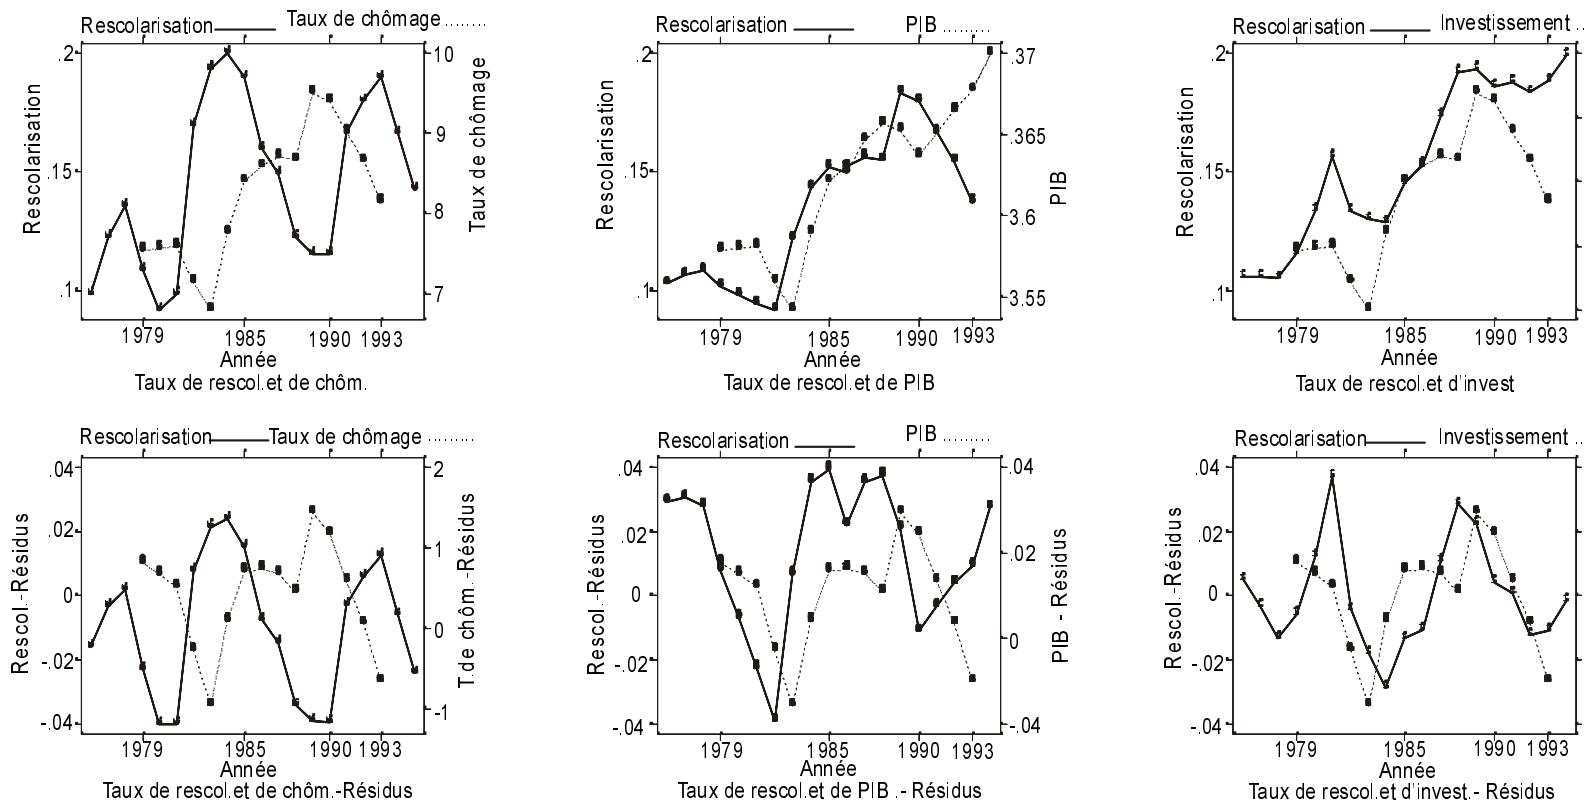 Rescolarisation Taux de chômage ........
.2 10
9
.15
8
.1 7
Rescolarisation
Taux de chômage
1979 1985 1990 1993
Année
Taux de rescol.et de chôm.
Rescolarisation PIB ........
.2 .37
.365
.15
3.6
.1 3.55
Rescolarisation
PIB
1979 1985 1990 1993
Année
Taux de rescol.et de PIB
Rescolarisation Investissement ..
.2
.15
.1
Rescolarisation
1979 1985 1990 1993
Année
Taux de rescol.et d'invest
Rescolarisation Taux de chômage ........
.04 2
.02 1
0 0
-.02
-.04 -1
Rescol.-Résidus
T.de chôm.-Résidus
1979 1985 1990 1993
Année
Taux de rescol.et de chôm.-Résidus
Rescolarisation PIB ........
.04 .04
.02 .02
0 0
-.02
-.04 -.04
Rescol.-Résidus
PIB - Résidus
1979 1985 1990 1993
Année
Taux de rescol.et de PIB .- Résidus
Rescolarisation Investissement ..
.04
.02
0
-.02
-.04
Rescol.-Résidus
1979 1985 1990 1993
Année
Taux de rescol.et d'invest.- Résidus